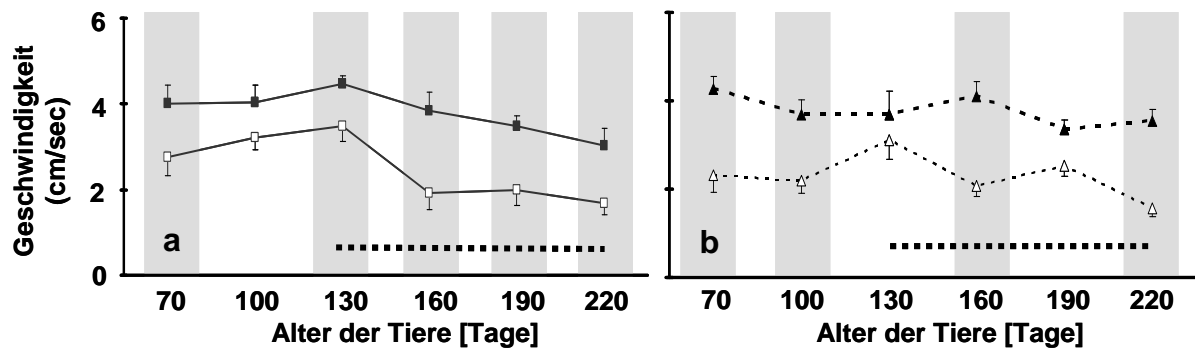 Geschwindigkeit
(cm/sec)
6
4
2
0
a
70 100 130 160 190 220
Alter der Tiere [Tage]
b
70 100 130 160 190 220
Alter der Tiere [Tage]